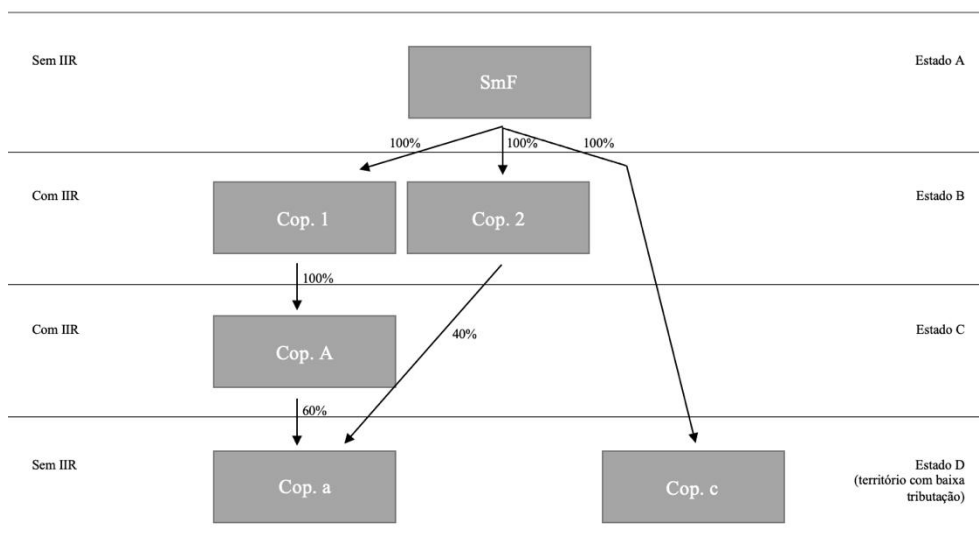 Sem IIR
Estado A
SmF
100%
100%
100%
Com IIR
Estado B
Cop. 1
Cop. 2
100%
Com IIR
Estado C
Cop. A
40%
60%
Sem IIR
Estado D
(território com baixa
tributação)
Cop. a
Cop. c